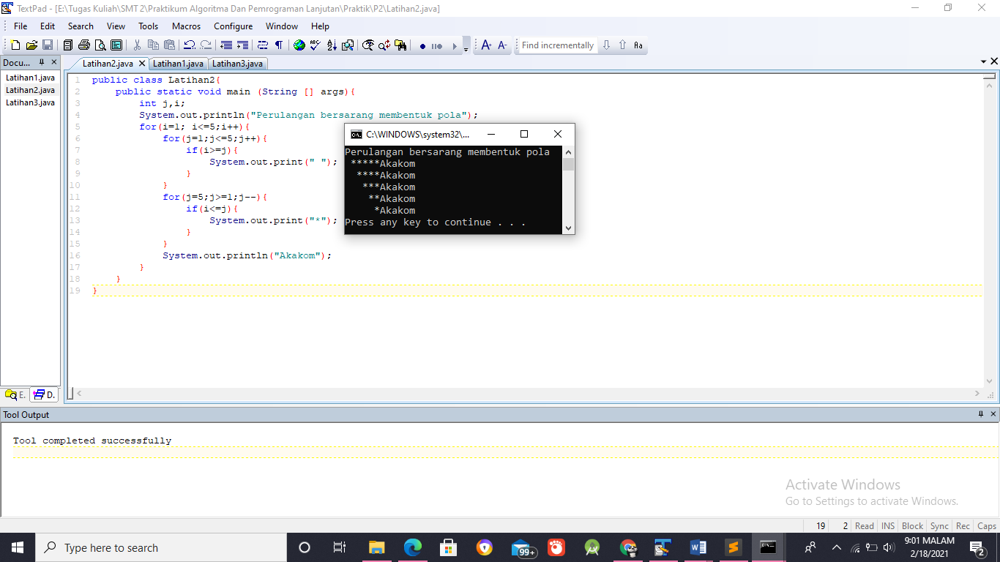 TextPad - [E:\Tugas Kuliah\SMT 2\Praktikum Algoritma Dan Pemrograman Lanjutan\Praktik\P2\Latihan2.java]
File Edit Search View Tools Macros Configure Window Help
Find incrementally Aa
Docu...
Latihan2.java Latihan1.java Latihan3.java
Latihan1.java
Latihan2.java
Latihan3.java
1 public class Latihan2{
2 public static void main (String [] args){
3 int j,i;
4 System.out.println("Perulangan bersarang membentuk pola");
5 for(i=1; i<=5;i++){
6 for(j=1;j<=5;j++){
7 if(i>=j){
8 System.out.print(" ");
9 }
10 }
11 for(j=5;j>=1;j--){
12 if(i<=j){
13 System.out.print("*");
14 }
15 }
16 System.out.println("Akakom");
17 }
18 }
19 }
C:\WINDOWS\system32\...
Perulangan bersarang membentuk pola
*****Akakom
****Akakom
***Akakom
**Akakom
*Akakom
Press any key to continue . . .
E. D.
Tool Output
Tool completed successfully
Activate Windows
Go to Settings to activate Windows.
19 2 Read INS Block Sync Rec Caps
Type here to search
99+
9:01 MALAM
2/18/2021
2